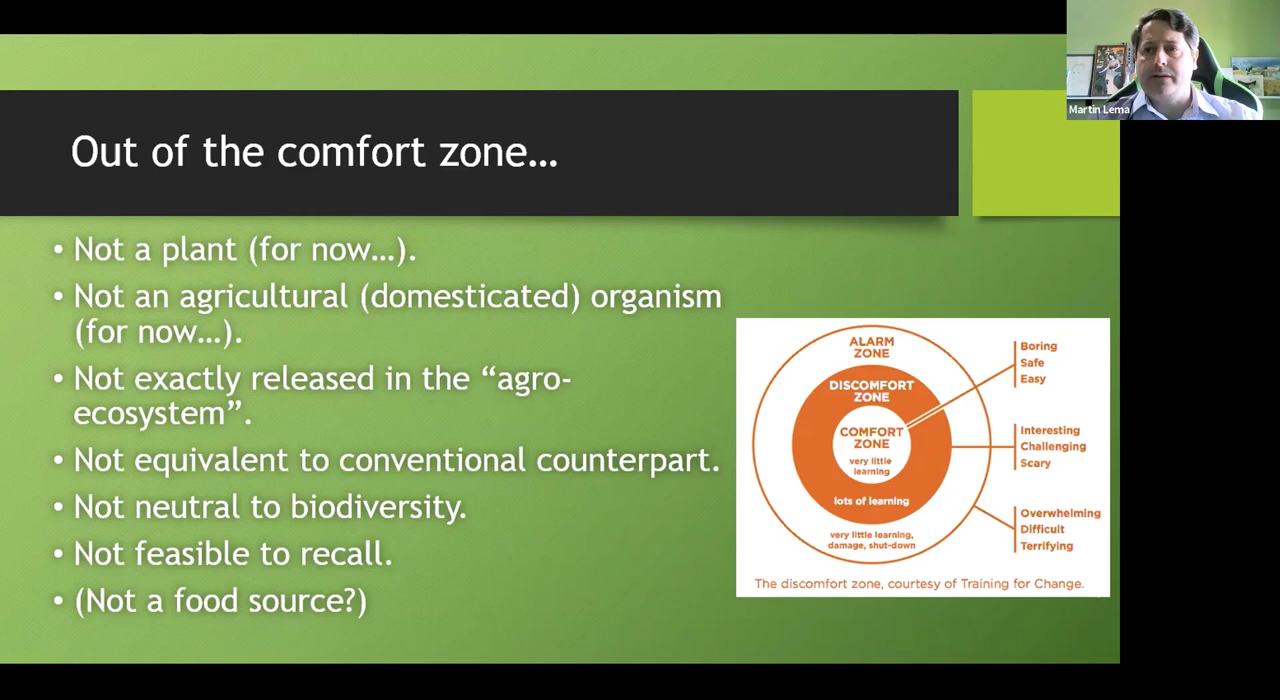 Martin Lema
Out of the comfort zone…
• Not a plant (for now…).
• Not an agricultural (domesticated) organism
(for now…).
• Not exactly released in the “agro-
ecosystem”.
• Not equivalent to conventional counterpart.
• Not neutral to biodiversity.
• Not feasible to recall.
• (Not a food source?)
ALARM
ZONE
DISCOMFORT
ZONE
COMFORT
ZONE
very little
learning
lots of learning
very little learning,
damage, shut-down
Boring
Safe
Easy
Interesting
Challenging
Scary
Overwhelming
Difficult
Terrifying
The discomfort zone, courtesy of Training for Change.